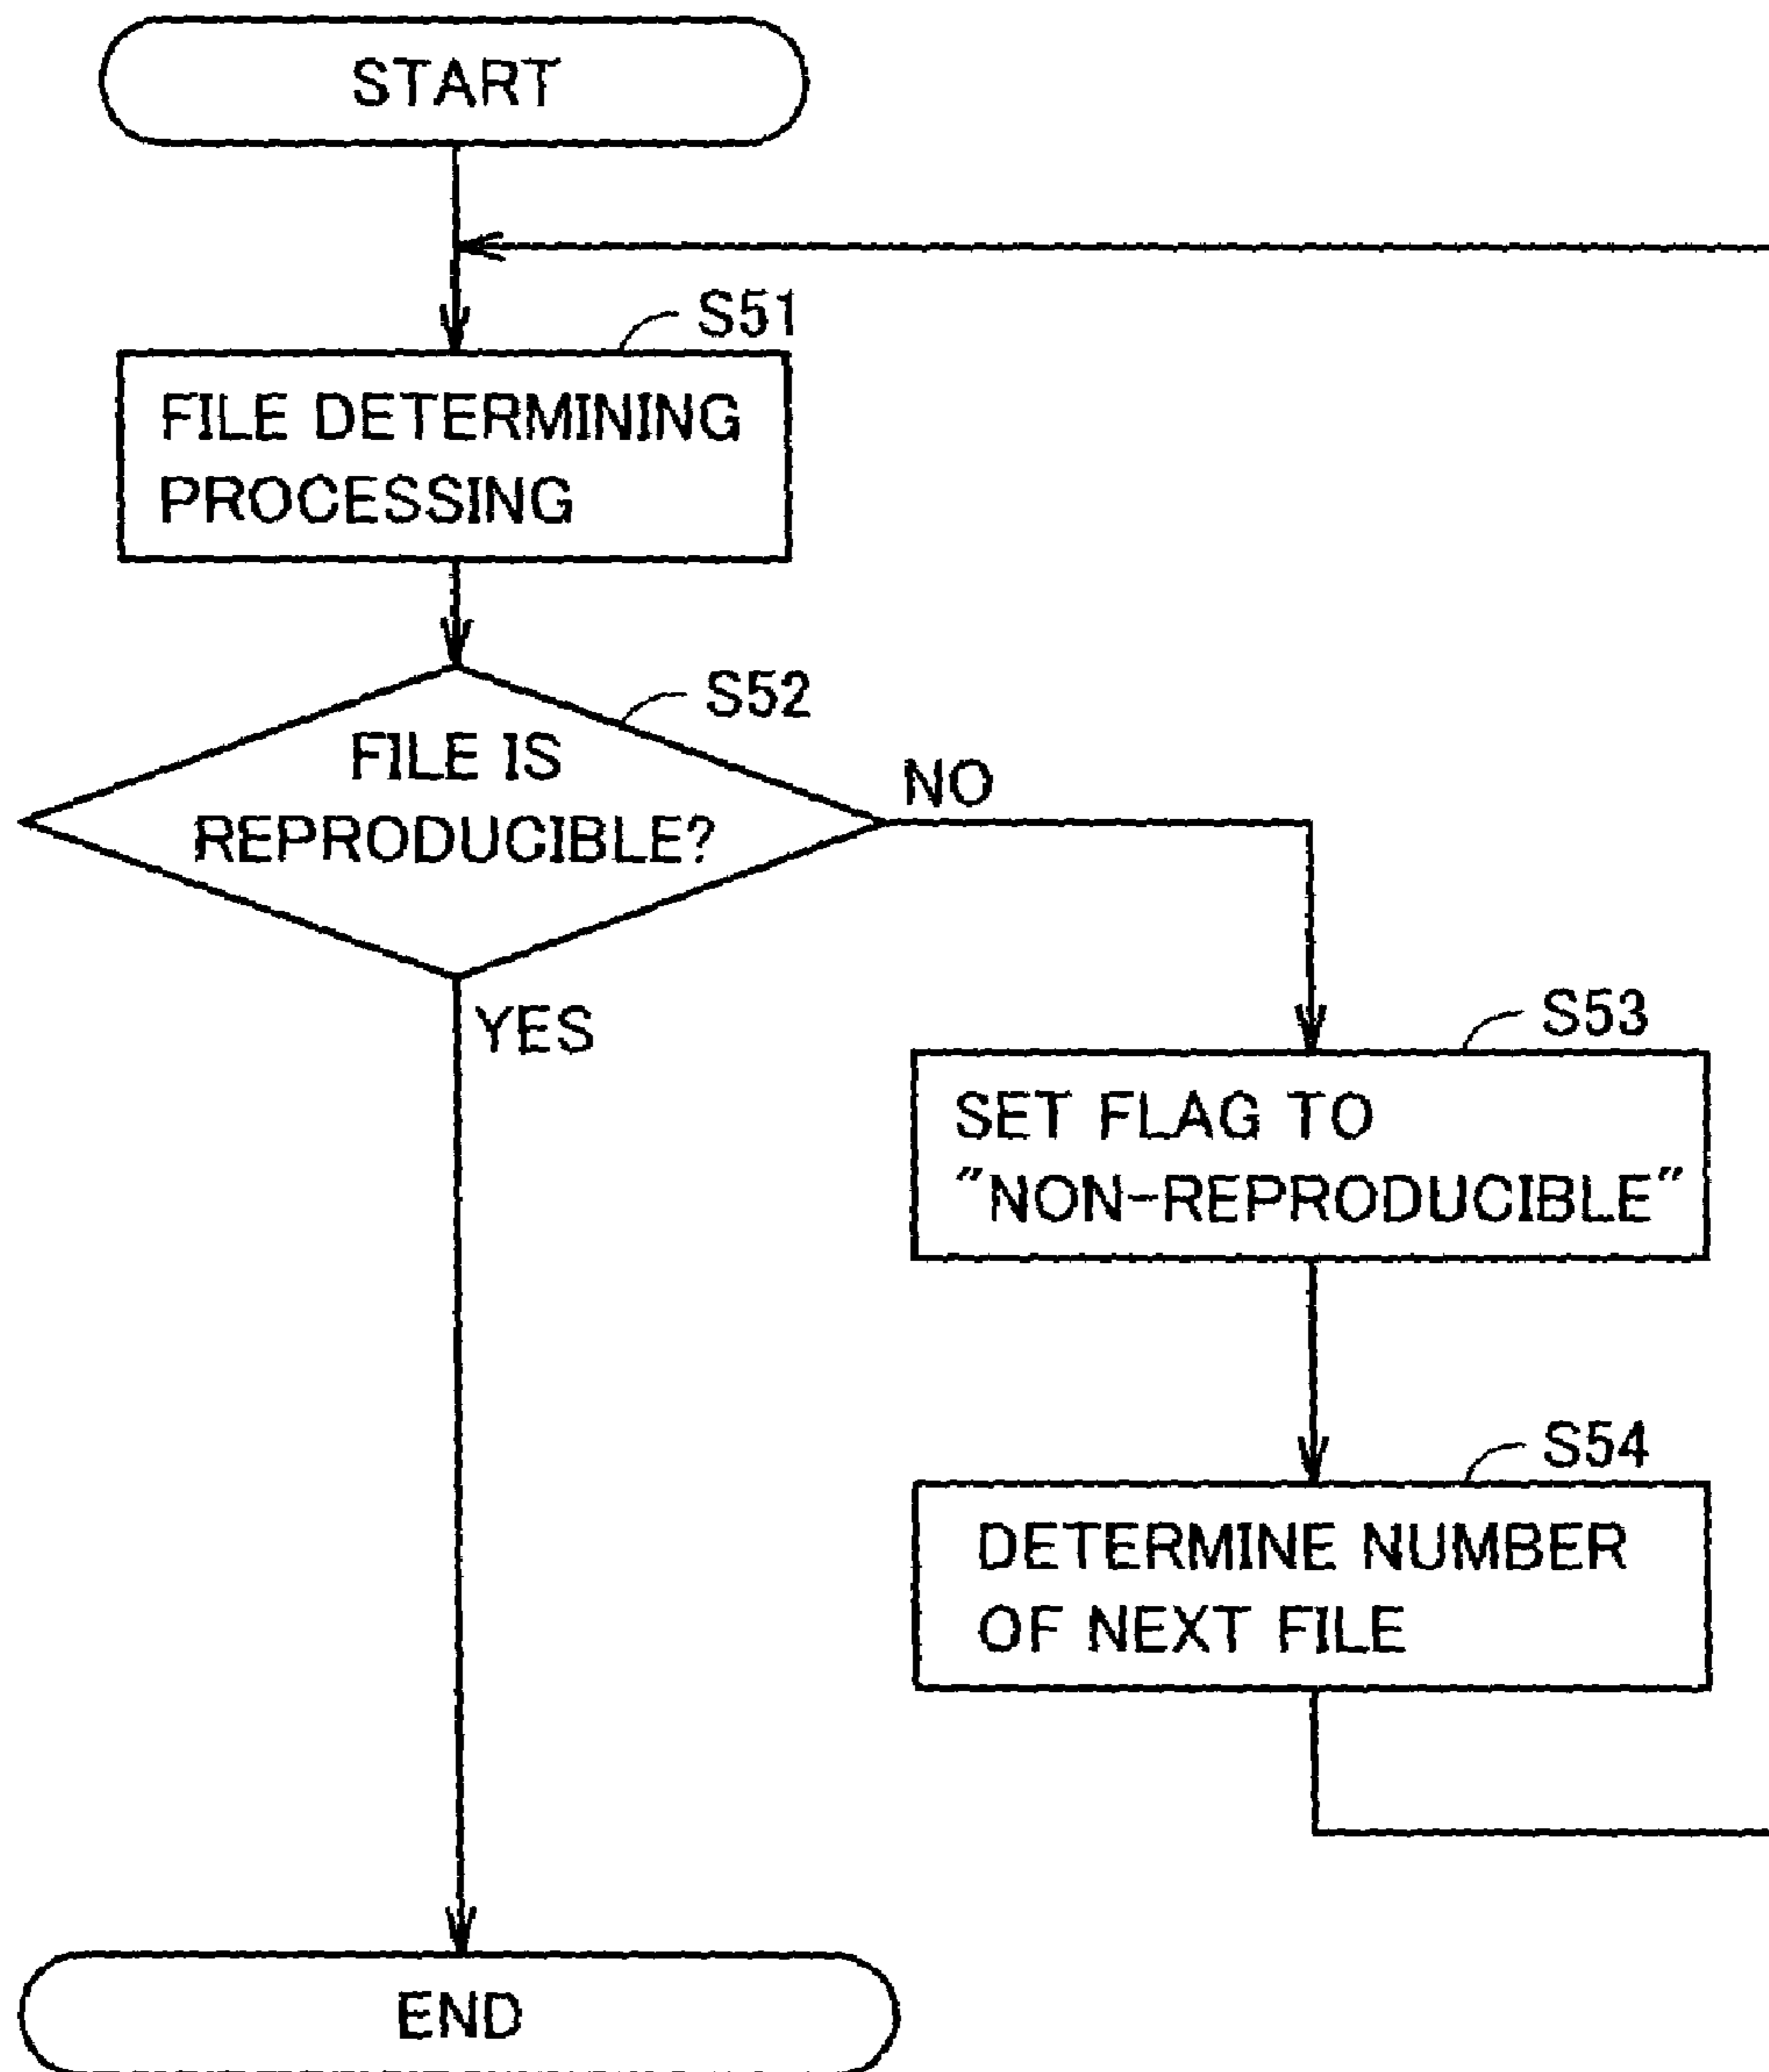 START
S51
FILE DETERMINING
PROCESSING
S52
FILE IS
REPRODUCIBLE?
NO
YES
S53
SET FLAG TO
"NON-REPRODUCIBLE"
S54
DETERMINE NUMBER
OF NEXT FILE
END